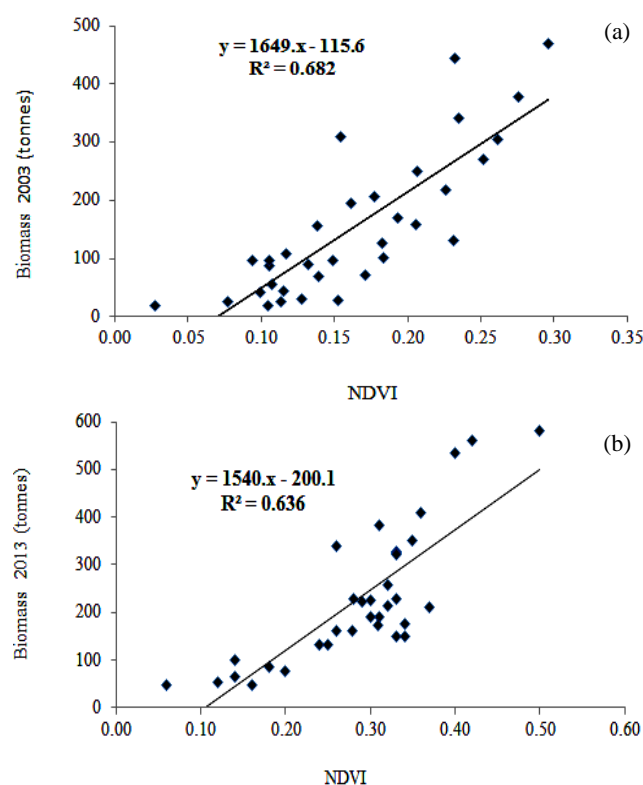 (a)
y = 1649.x - 115.6
R² = 0.682
Biomass 2003 (tonnes)
500
400
300
200
100
0
0.00 0.05 0.10 0.15 0.20 0.25 0.30 0.35
NDVI
(b)
y = 1540.x - 200.1
R² = 0.636
Biomass 2013 (tonnes)
600
500
400
300
200
100
0
0.00 0.10 0.20 0.30 0.40 0.50 0.60
NDVI